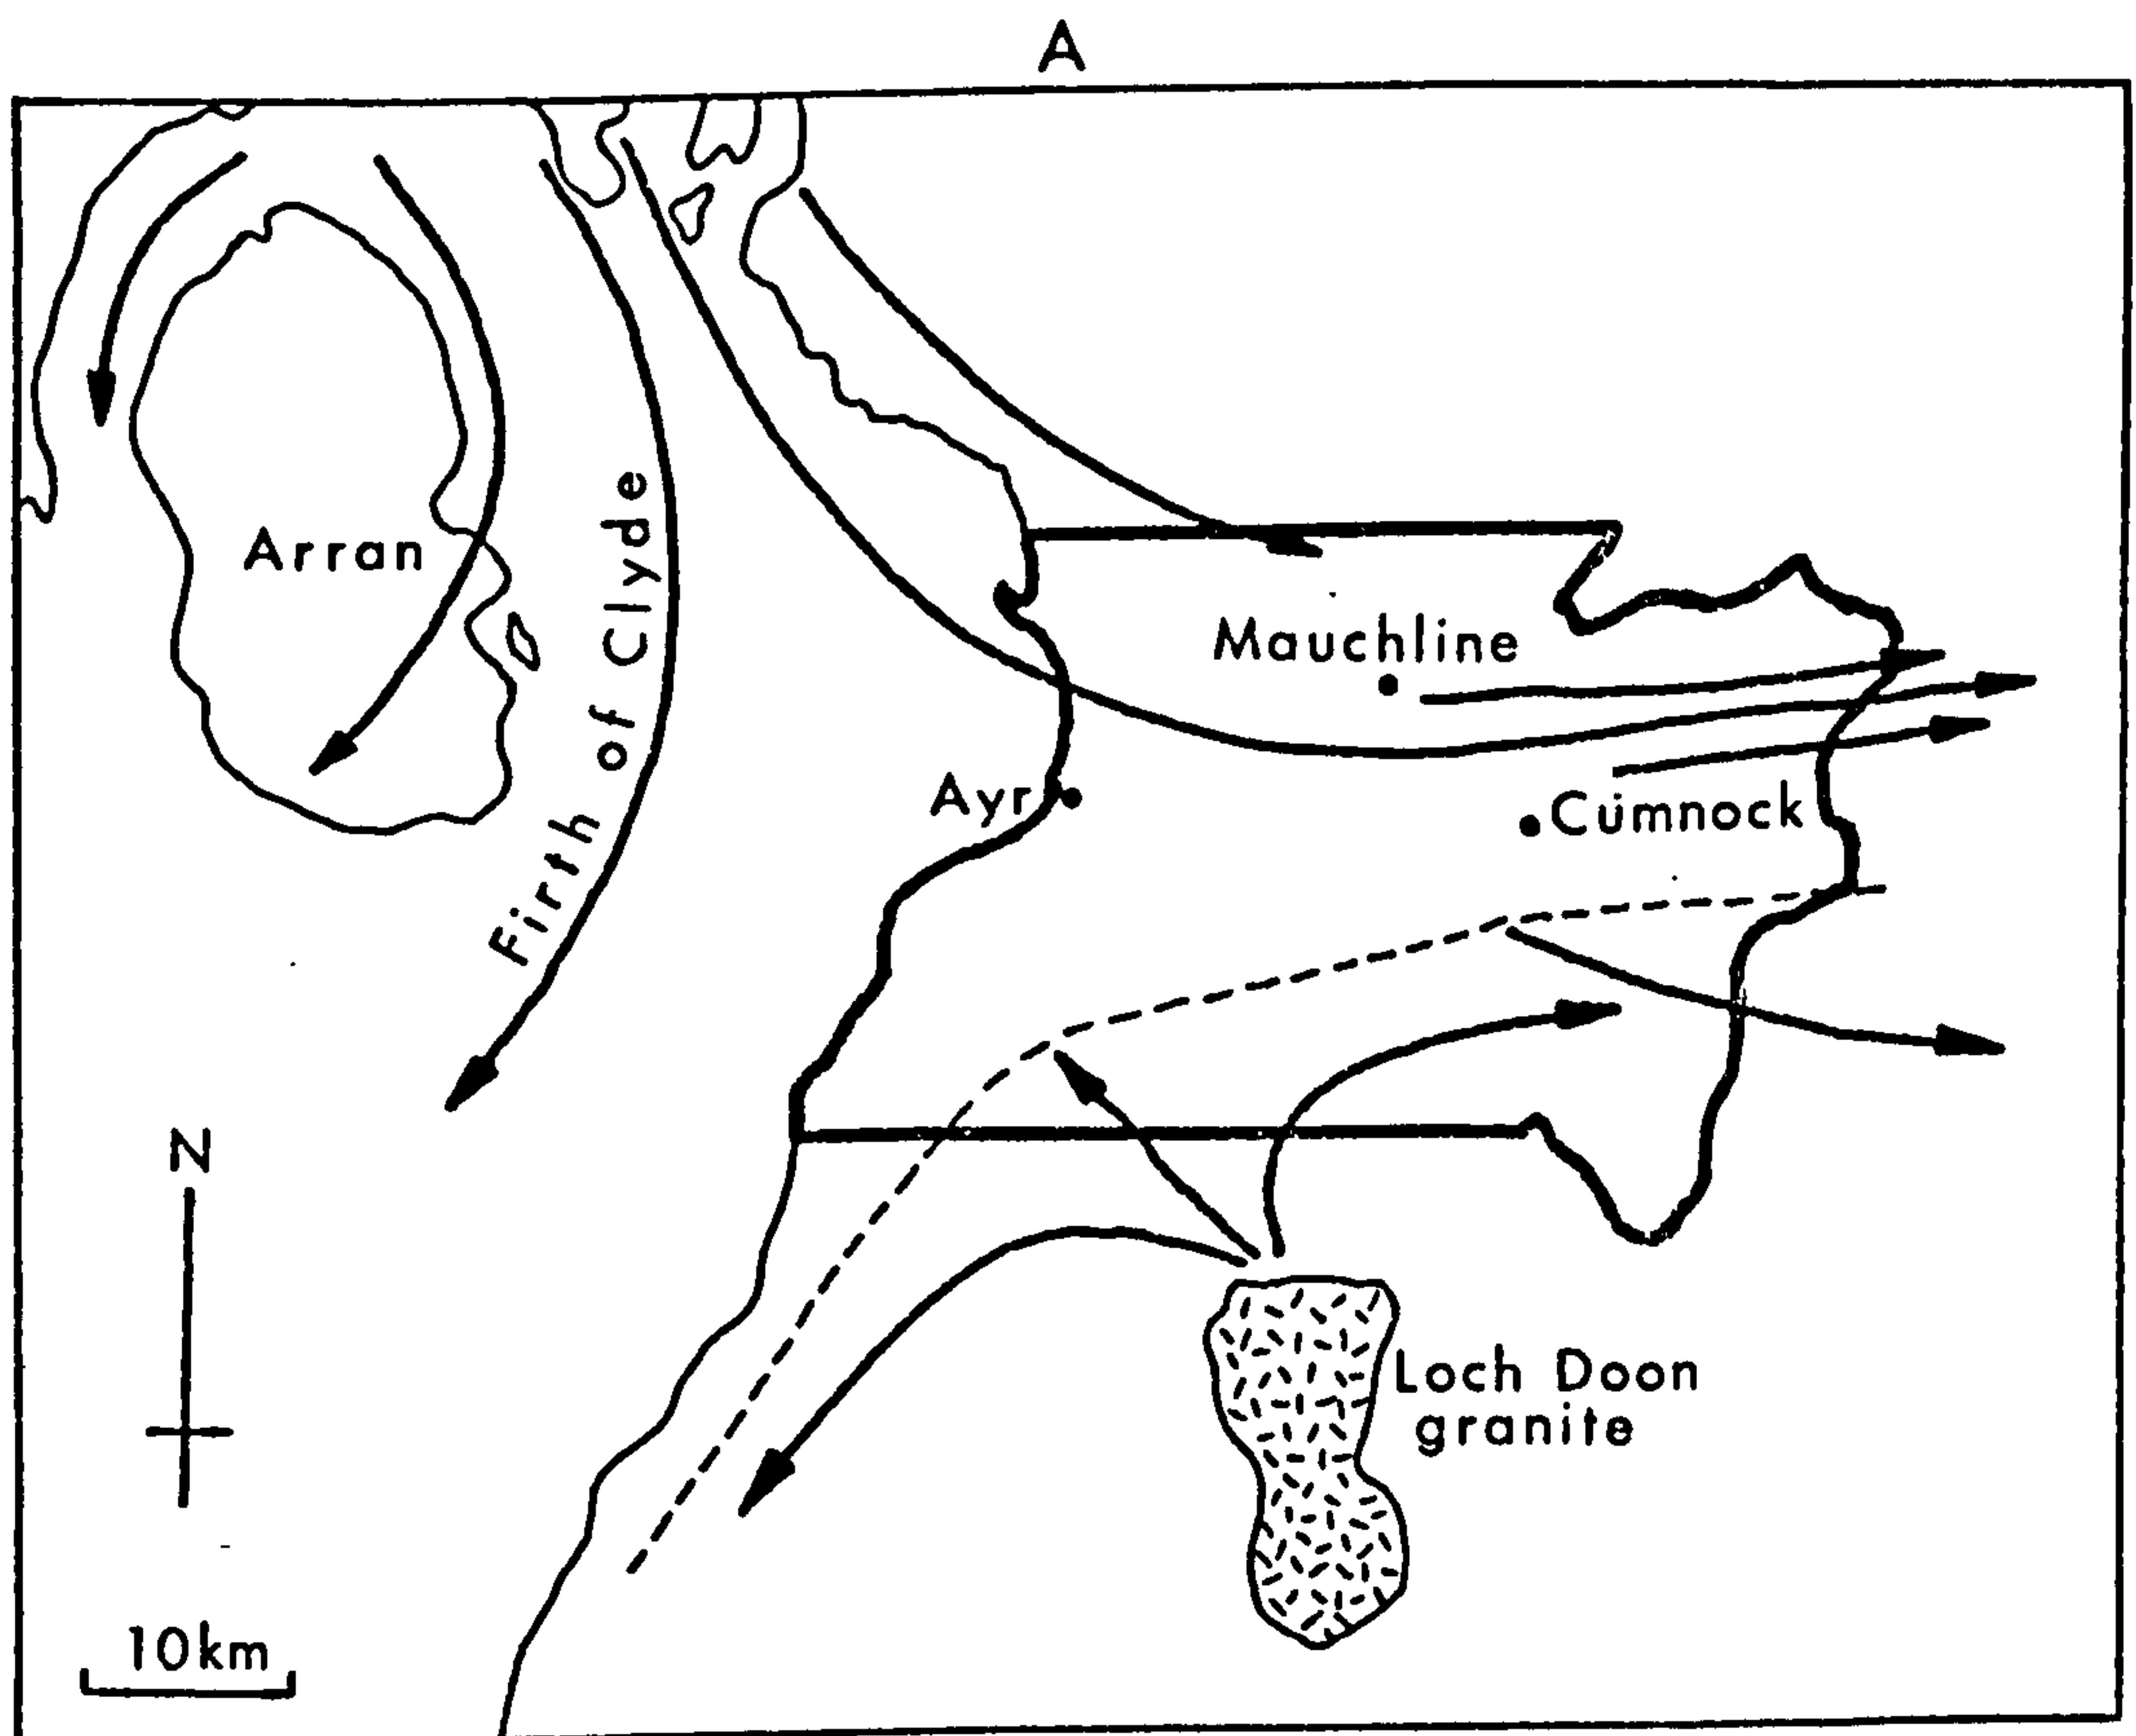 A
Arran
Firth of Clyde
Mauchline
Ayr
Cumnock
N
Loch Doon
granite
10km